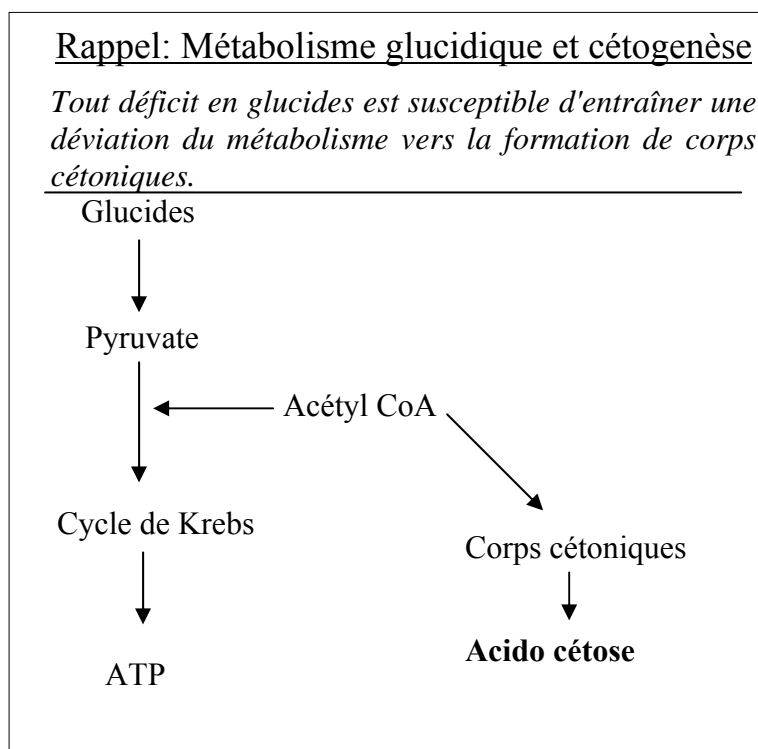 Rappel: Métabolisme glucidique et cétogenèse
Tout déficit en glucides est susceptible d'entraîner une
déviation du métabolisme vers la formation de corps
cétoniques.
Glucides
Pyruvate
Acétyl CoA
Cycle de Krebs
Corps cétoniques
Acido cétose
ATP